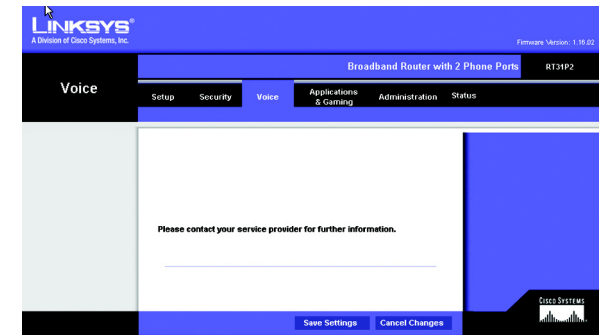 LINKSYS®
A Division of Cisco Systems, Inc.
Firmware Version: 1.16.02
Broadband Router with 2 Phone Ports RT31P2
Voice
Setup Security Voice Applications & Gaming Administration Status
Please contact your service provider for further information.
Save Settings Cancel Changes
CISCO SYSTEMS